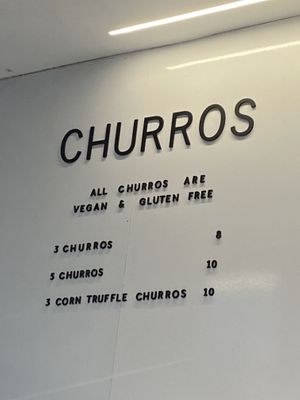 CHURROS
ALL CHURROS ARE
VEGAN & GLUTEN FREE
3 CHURROS 8
5 CHURROS 10
3 CORN TRUFFLE CHURROS 10